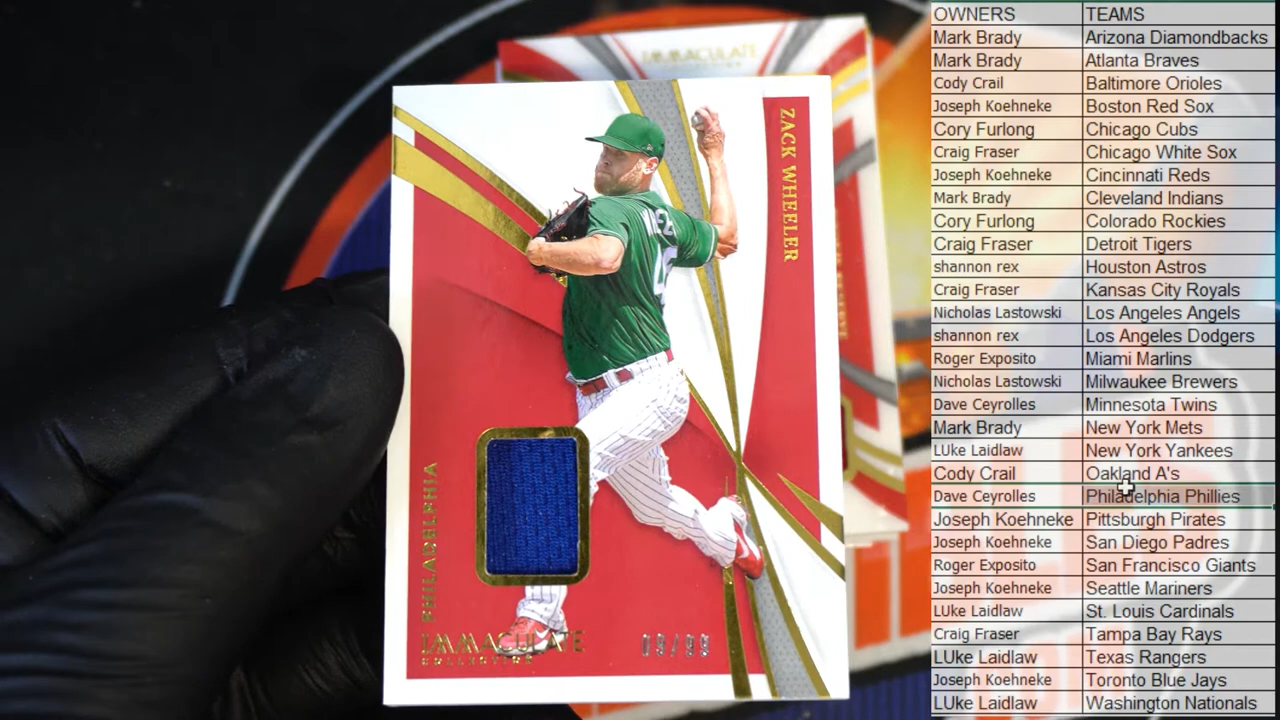 IMMACULATE
ZACK WHEELER
PHILADELPHIA
IMMACULATE
COLLECTION
09/99
OWNERS TEAMS
Mark Brady Arizona Diamondbacks
Mark Brady Atlanta Braves
Cody Crail Baltimore Orioles
Joseph Koehneke Boston Red Sox
Cory Furlong Chicago Cubs
Craig Fraser Chicago White Sox
Joseph Koehneke Cincinnati Reds
Mark Brady Cleveland Indians
Cory Furlong Colorado Rockies
Craig Fraser Detroit Tigers
shannon rex Houston Astros
Craig Fraser Kansas City Royals
Nicholas Lastowski Los Angeles Angels
shannon rex Los Angeles Dodgers
Roger Exposito Miami Marlins
Nicholas Lastowski Milwaukee Brewers
Dave Ceyrolles Minnesota Twins
Mark Brady New York Mets
LUke Laidlaw New York Yankees
Cody Crail Oakland A's
Dave Ceyrolles Philadelphia Phillies
Joseph Koehneke Pittsburgh Pirates
Joseph Koehneke San Diego Padres
Roger Exposito San Francisco Giants
Joseph Koehneke Seattle Mariners
LUke Laidlaw St. Louis Cardinals
Craig Fraser Tampa Bay Rays
LUke Laidlaw Texas Rangers
Joseph Koehneke Toronto Blue Jays
LUke Laidlaw Washington Nationals